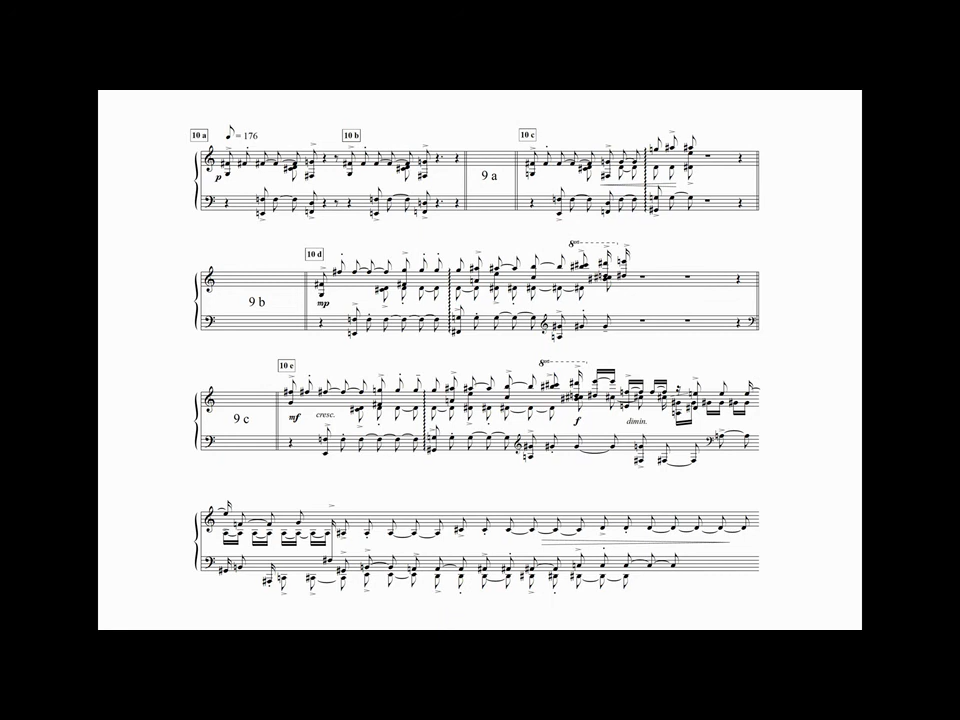 10 a ♪ = 176 10 b 10 c
p 9 a
8va
10 d
9 b mp
8va
10 e
9 c mf cresc. f dimin.